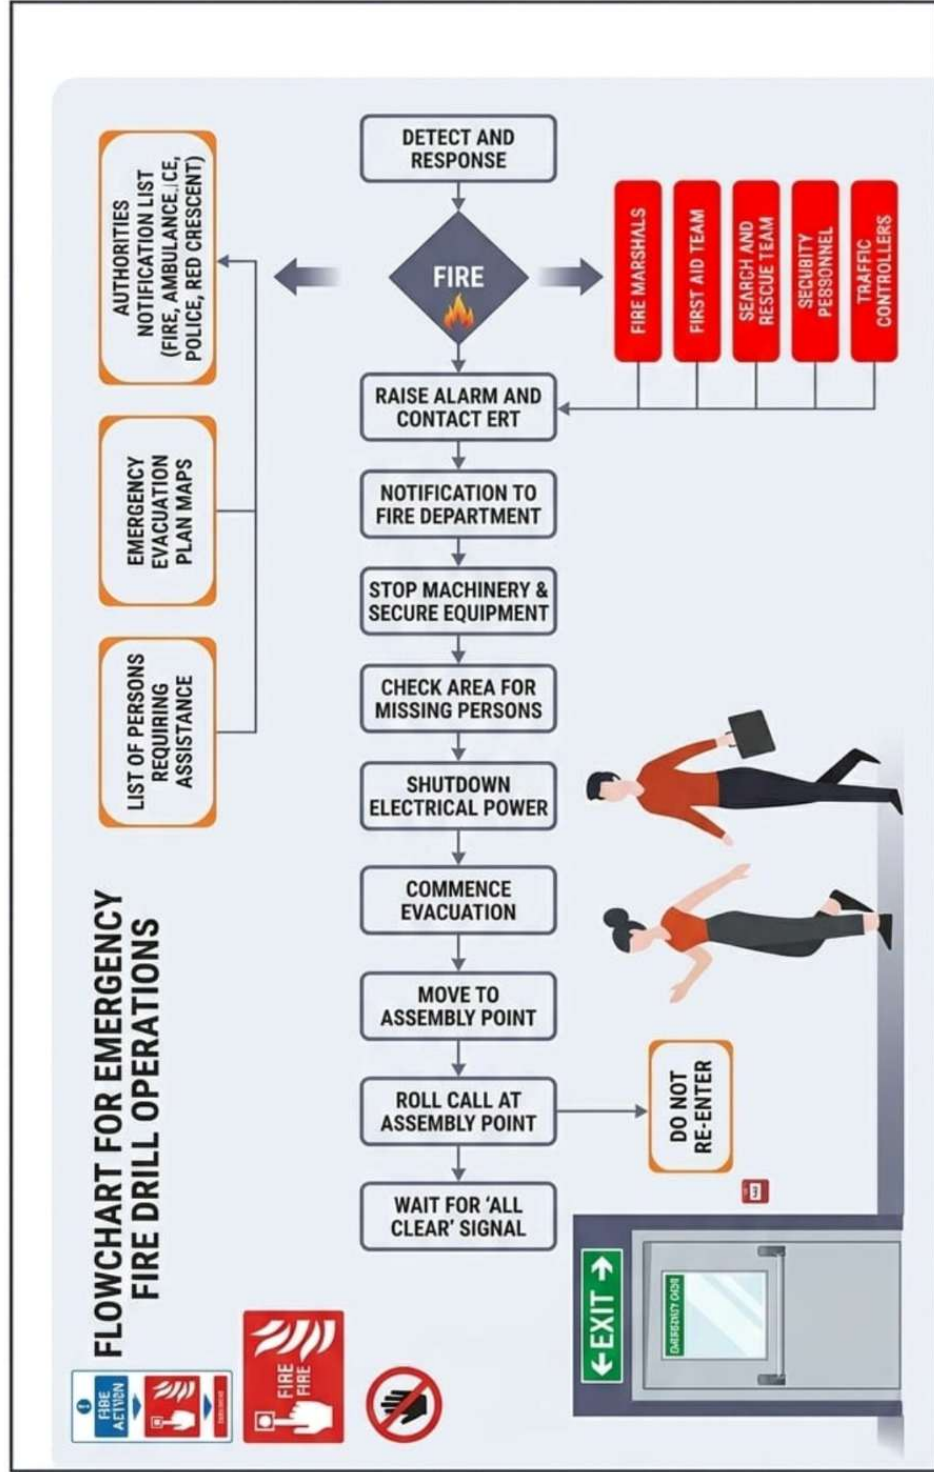 FLOWCHART FOR EMERGENCY
FIRE DRILL OPERATIONS
DETECT AND
RESPONSE
FIRE
RAISE ALARM AND
CONTACT ERT
NOTIFICATION TO
FIRE DEPARTMENT
STOP MACHINERY &
SECURE EQUIPMENT
CHECK AREA FOR
MISSING PERSONS
SHUTDOWN
ELECTRICAL POWER
COMMENCE
EVACUATION
MOVE TO
ASSEMBLY POINT
ROLL CALL AT
ASSEMBLY POINT
WAIT FOR ‘ALL
CLEAR’ SIGNAL
LIST OF PERSONS
REQUIRING
ASSISTANCE
EMERGENCY
EVACUATION
PLAN MAPS
AUTHORITIES
NOTIFICATION LIST
(FIRE, AMBULANCE
POLICE, RED CRESCENT)
FIRE MARSHALS
FIRST AID TEAM
SEARCH AND
RESCUE TEAM
SECUBITY
PEBSONNEL
TRAFFIC
CONTROLLERS
DO NOT
RE-ENTER
FIRE
FIRE
EXIT